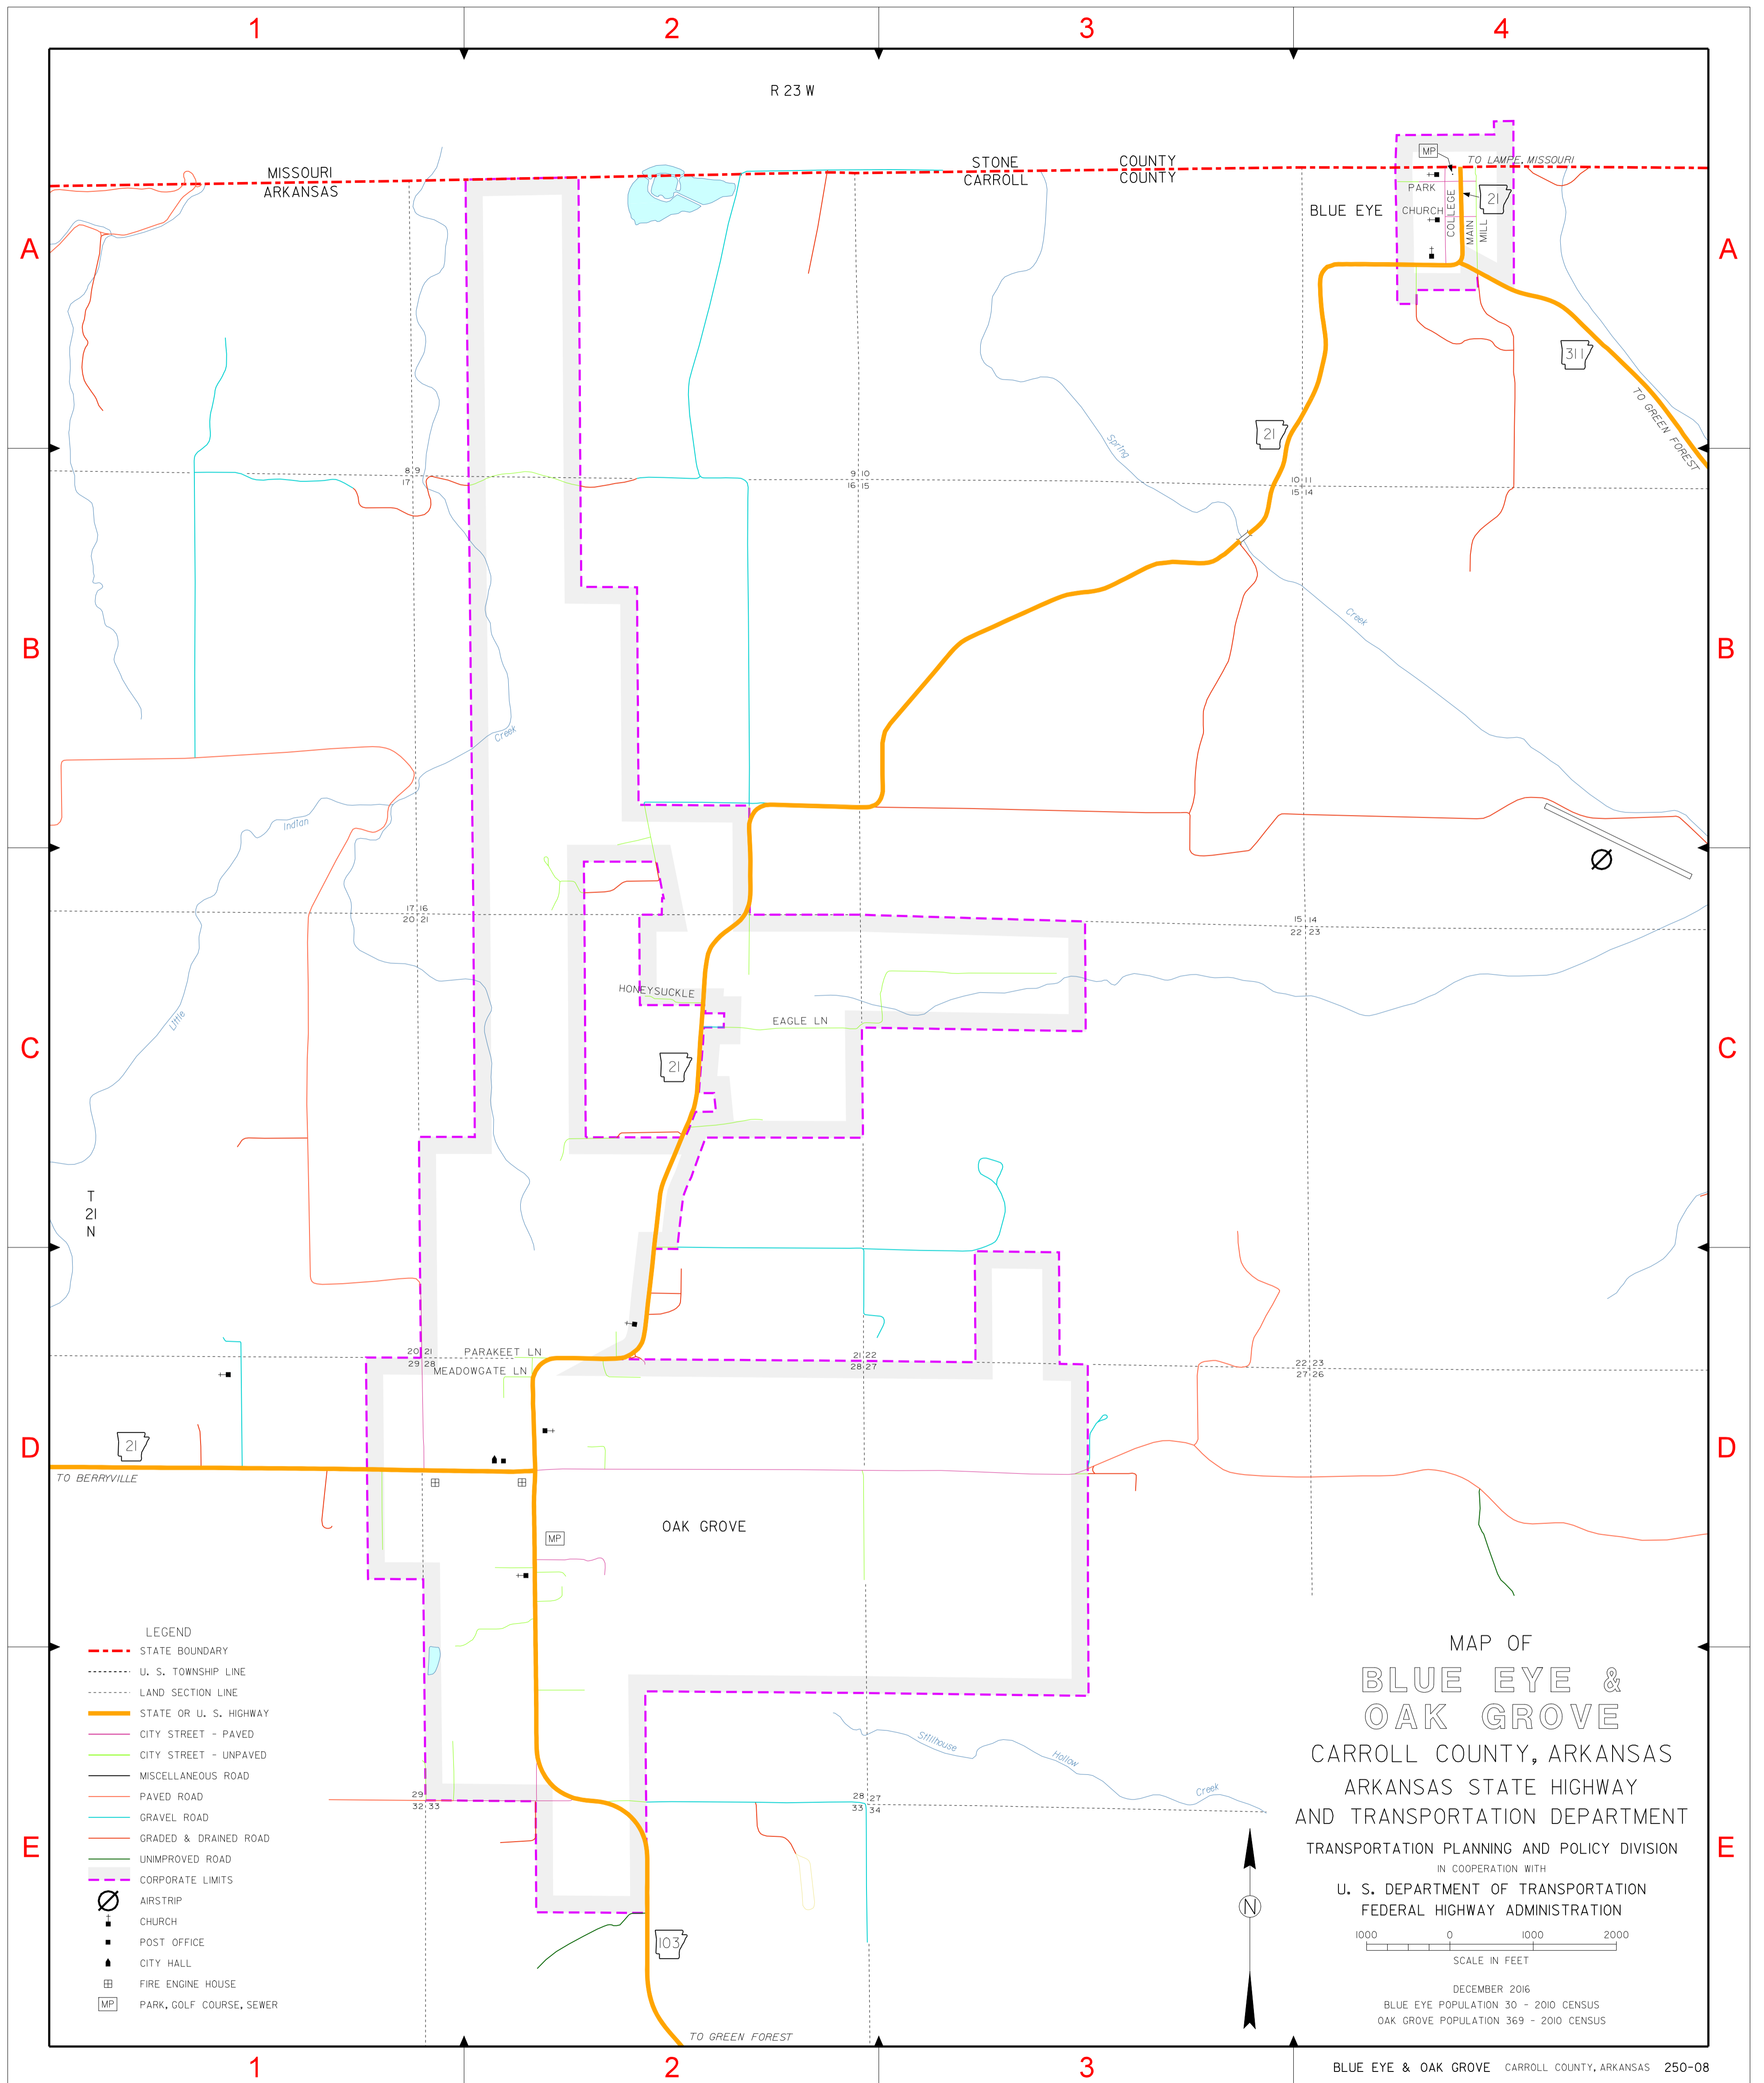 1 2 3 4
R 23 W
MISSOURI
ARKANSAS
STONE COUNTY
CARROLL COUNTY
TO LAMPE, MISSOURI
MP
PARK
CHURCH
COLLEGE
MAIN
MILL
21
BLUE EYE
A A
311
TO GREEN FOREST
21
Spring
8 9
17
9 10
16 15
10 11
15 14
Creek
B B
Creek
Indian
17 16
20 21
15 14
22 23
HONEYSUCKLE
EAGLE LN
Little
C C
21
T
21
N
20 21
29 28
PARAKEET LN
MEADOWGATE LN
21 22
28 27
22 23
27 26
21
D D
TO BERRYVILLE
OAK GROVE
MP
Stillhouse
Hollow
Creek
29
32 33
28 27
33 34
E E
103
TO GREEN FOREST
LEGEND
STATE BOUNDARY
U. S. TOWNSHIP LINE
LAND SECTION LINE
STATE OR U. S. HIGHWAY
CITY STREET - PAVED
CITY STREET - UNPAVED
MISCELLANEOUS ROAD
PAVED ROAD
GRAVEL ROAD
GRADED & DRAINED ROAD
UNIMPROVED ROAD
CORPORATE LIMITS
AIRSTRIP
CHURCH
POST OFFICE
CITY HALL
FIRE ENGINE HOUSE
MP PARK, GOLF COURSE, SEWER
MAP OF
BLUE EYE &
OAK GROVE
CARROLL COUNTY, ARKANSAS
ARKANSAS STATE HIGHWAY
AND TRANSPORTATION DEPARTMENT
TRANSPORTATION PLANNING AND POLICY DIVISION
IN COOPERATION WITH
U. S. DEPARTMENT OF TRANSPORTATION
FEDERAL HIGHWAY ADMINISTRATION
N
1000 0 1000 2000
SCALE IN FEET
DECEMBER 2016
BLUE EYE POPULATION 30 - 2010 CENSUS
OAK GROVE POPULATION 369 - 2010 CENSUS
1 2 3
BLUE EYE & OAK GROVE CARROLL COUNTY, ARKANSAS 250-08